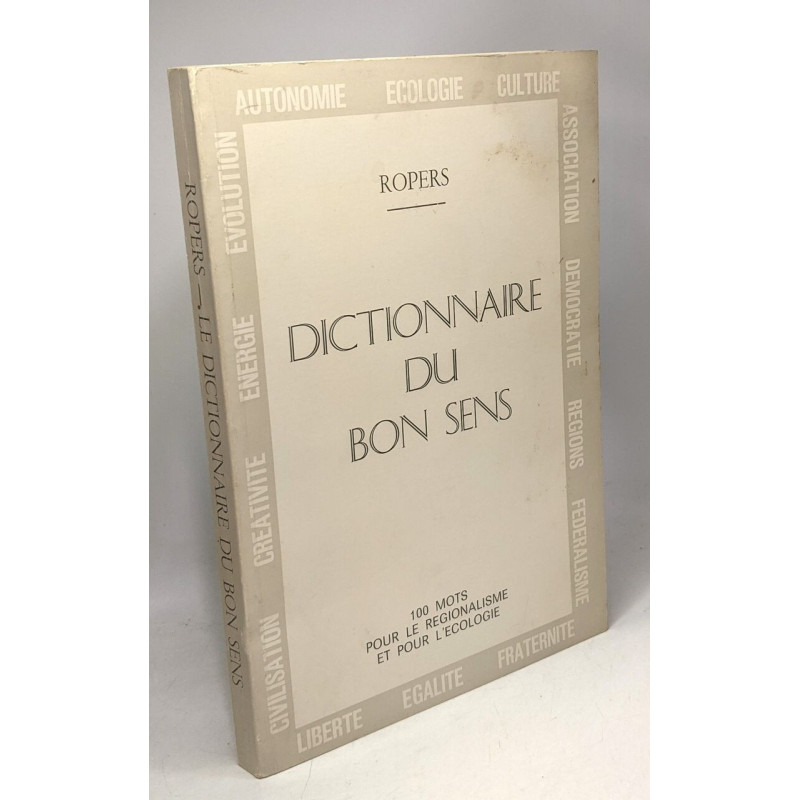 AUTONOMIE ECOLOGIE CULTURE
ASSOCIATION
DEMOCRATIE
REGIONS
FEDERALISME
EVOLUTION
ENERGIE
CREATIVITE
CIVILISATION
ROPERS
DICTIONNAIRE
DU
BON SENS
100 MOTS
POUR LE REGIONALISME
ET POUR L'ECOLOGIE
LIBERTE EGALITE FRATERNITE
ROPERS — LE DICTIONNAIRE DU BON SENS